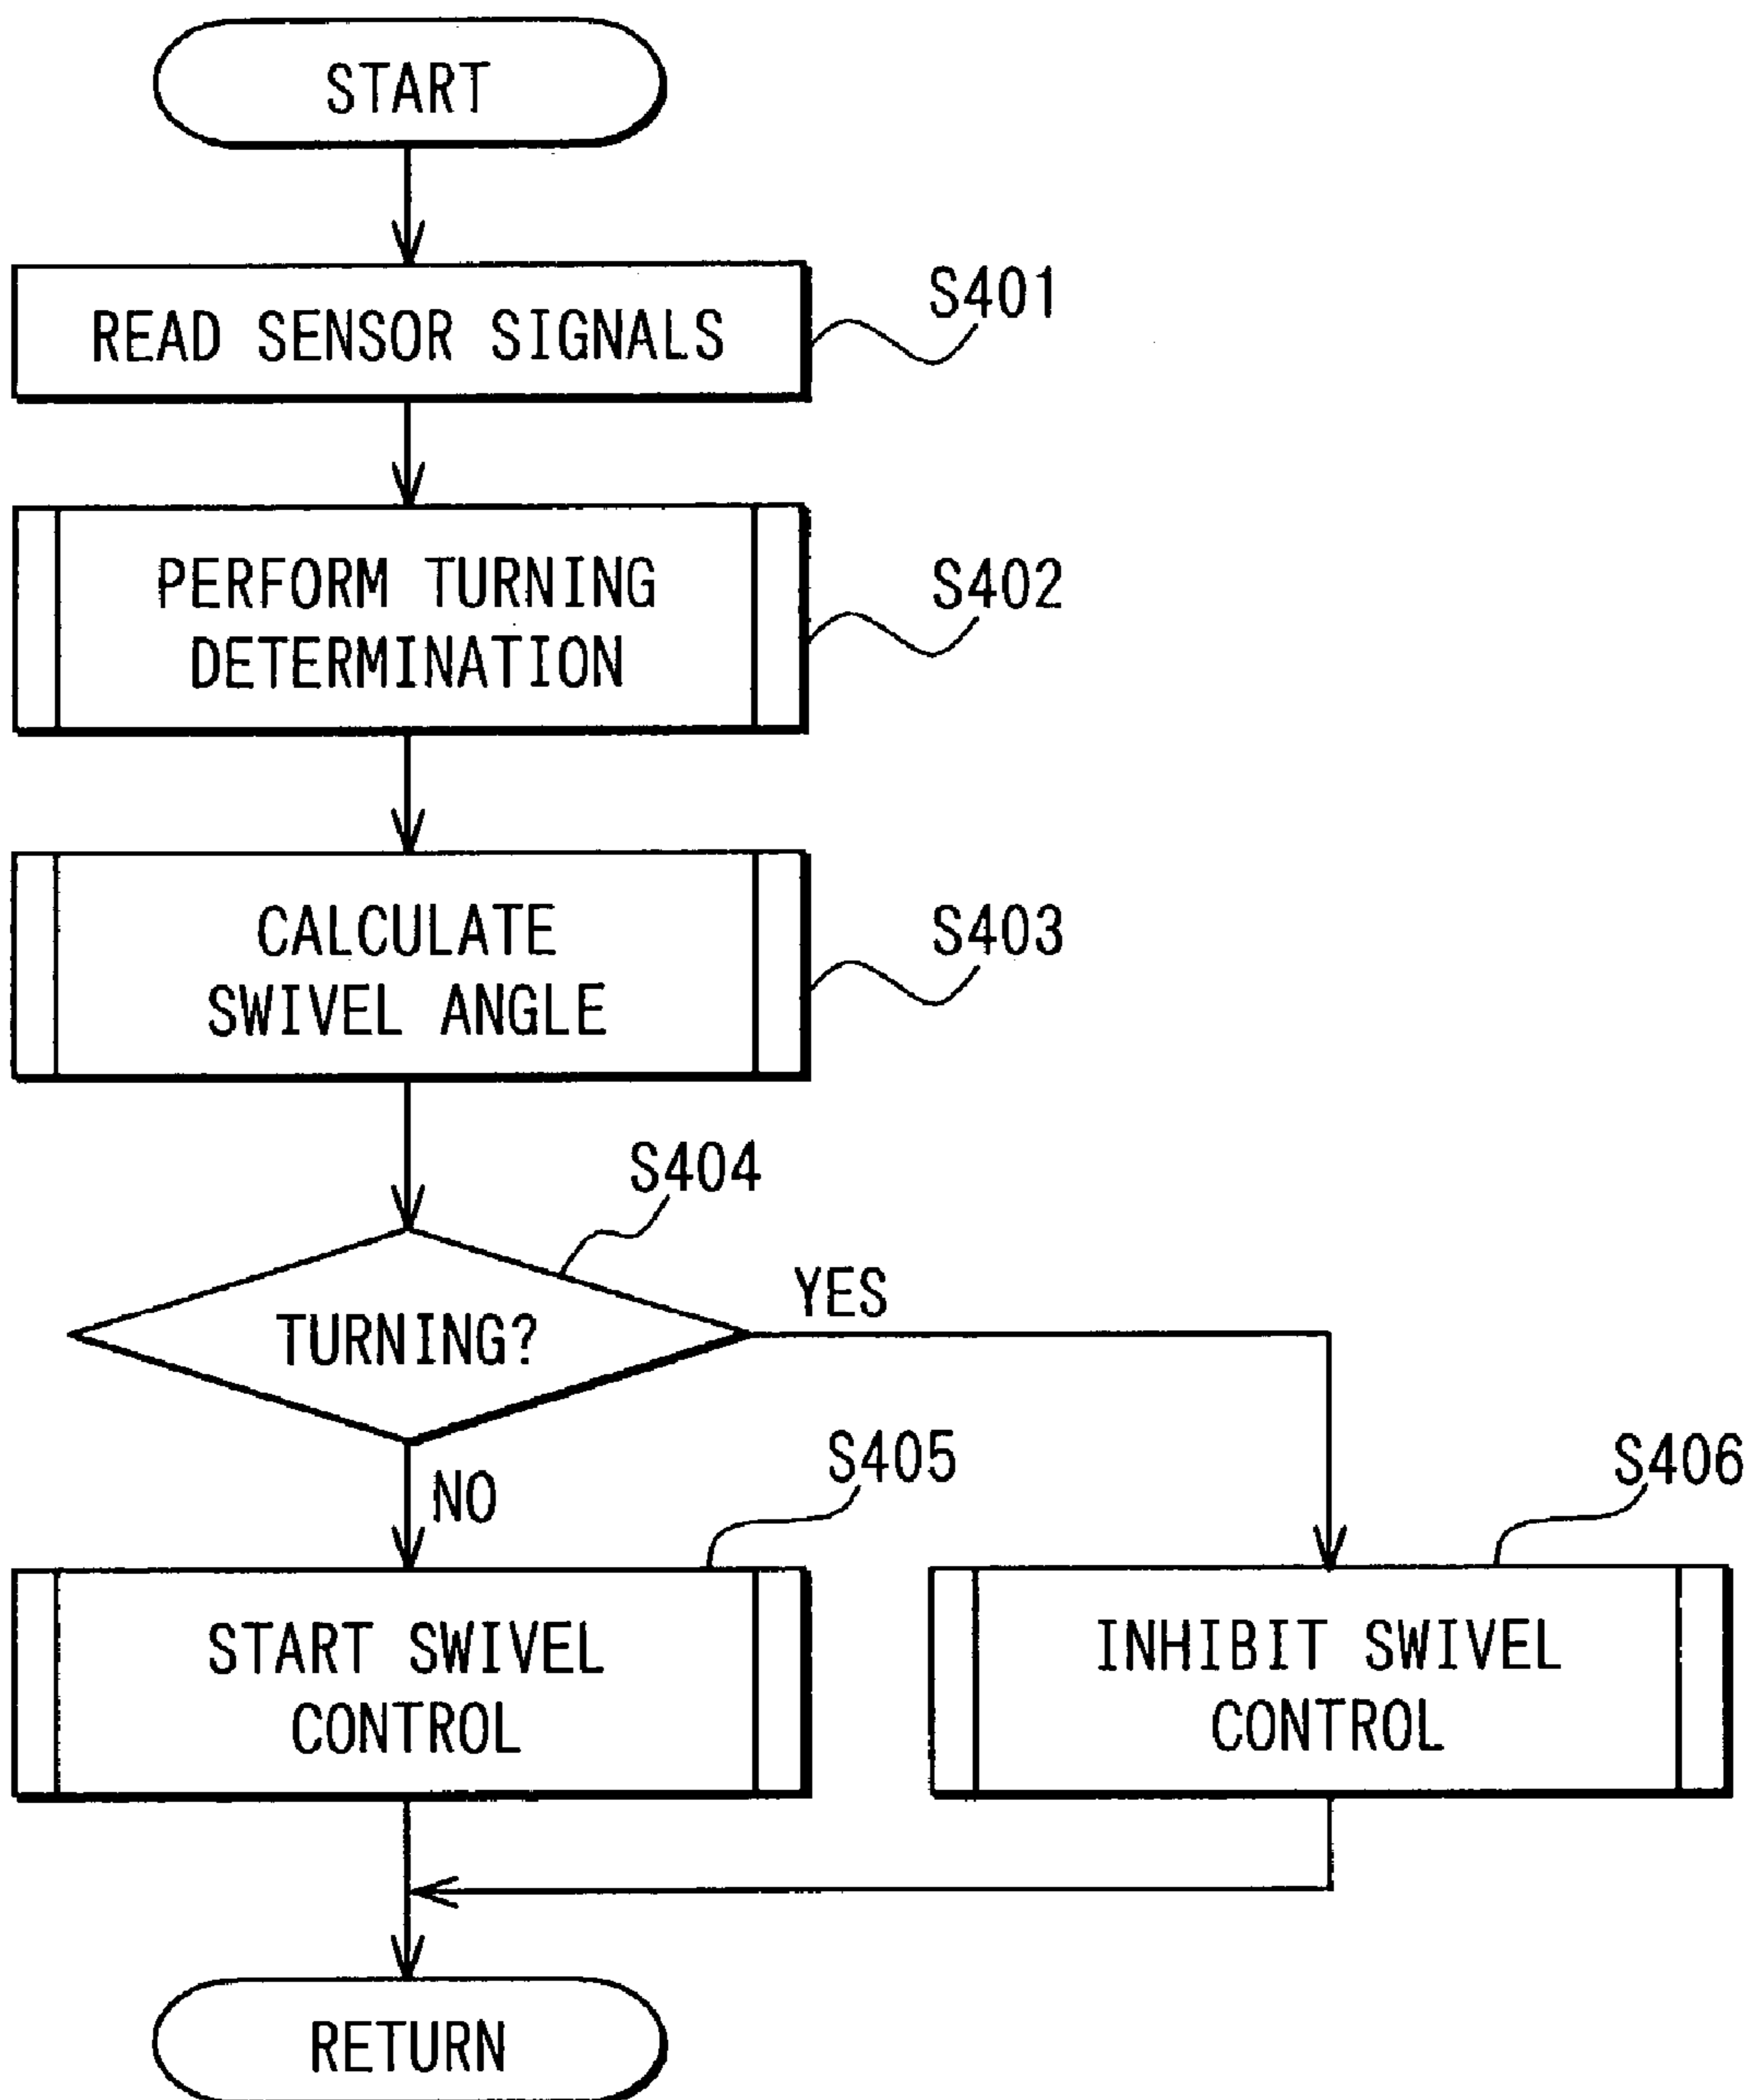 START
READ SENSOR SIGNALS
S401
PERFORM TURNING
DETERMINATION
S402
CALCULATE
SWIVEL ANGLE
S403
S404
TURNING?
YES
NO
S405
START SWIVEL
CONTROL
S406
INHIBIT SWIVEL
CONTROL
RETURN